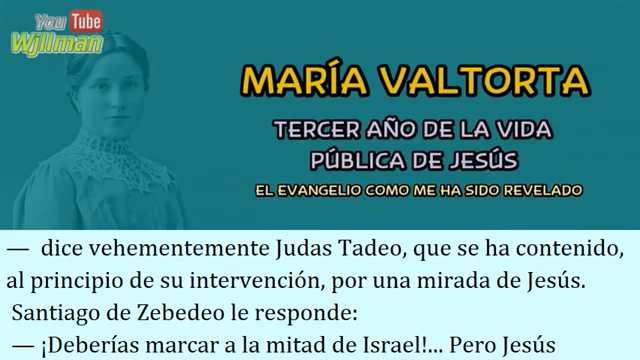 You Tube
Wjllman
MARÍA VALTORTA
TERCER AÑO DE LA VIDA
PÚBLICA DE JESÚS
EL EVANGELIO COMO ME HA SIDO REVELADO
— dice vehementemente Judas Tadeo, que se ha contenido,
al principio de su intervención, por una mirada de Jesús.
Santiago de Zebedeo le responde:
— ¡Deberías marcar a la mitad de Israel!... Pero Jesús